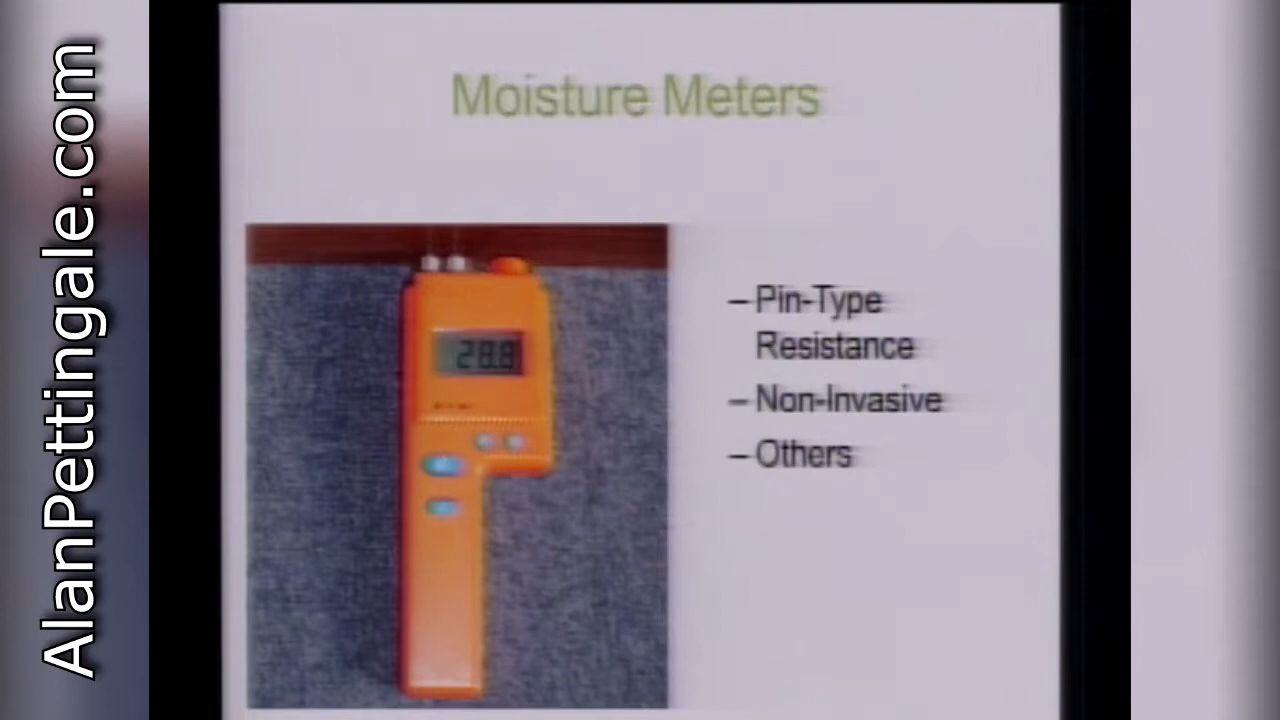 AlanPettingale.com
Moisture Meters
28.8
– Pin-Type
Resistance
– Non-Invasive
– Others